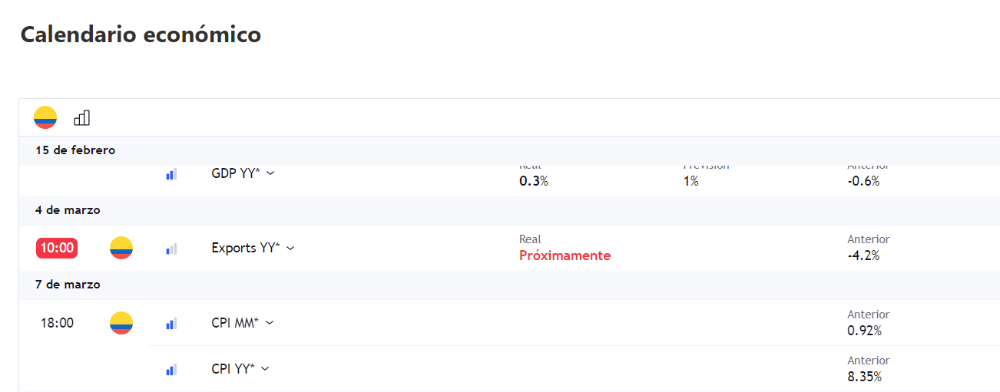 Calendario económico
15 de febrero
GDP YY*
Real Previsión Anterior
0.3% 1% -0.6%
4 de marzo
10:00 Exports YY* Real Anterior
Próximamente -4.2%
7 de marzo
18:00 CPI MM* Anterior
0.92%
CPI YY* Anterior
8.35%